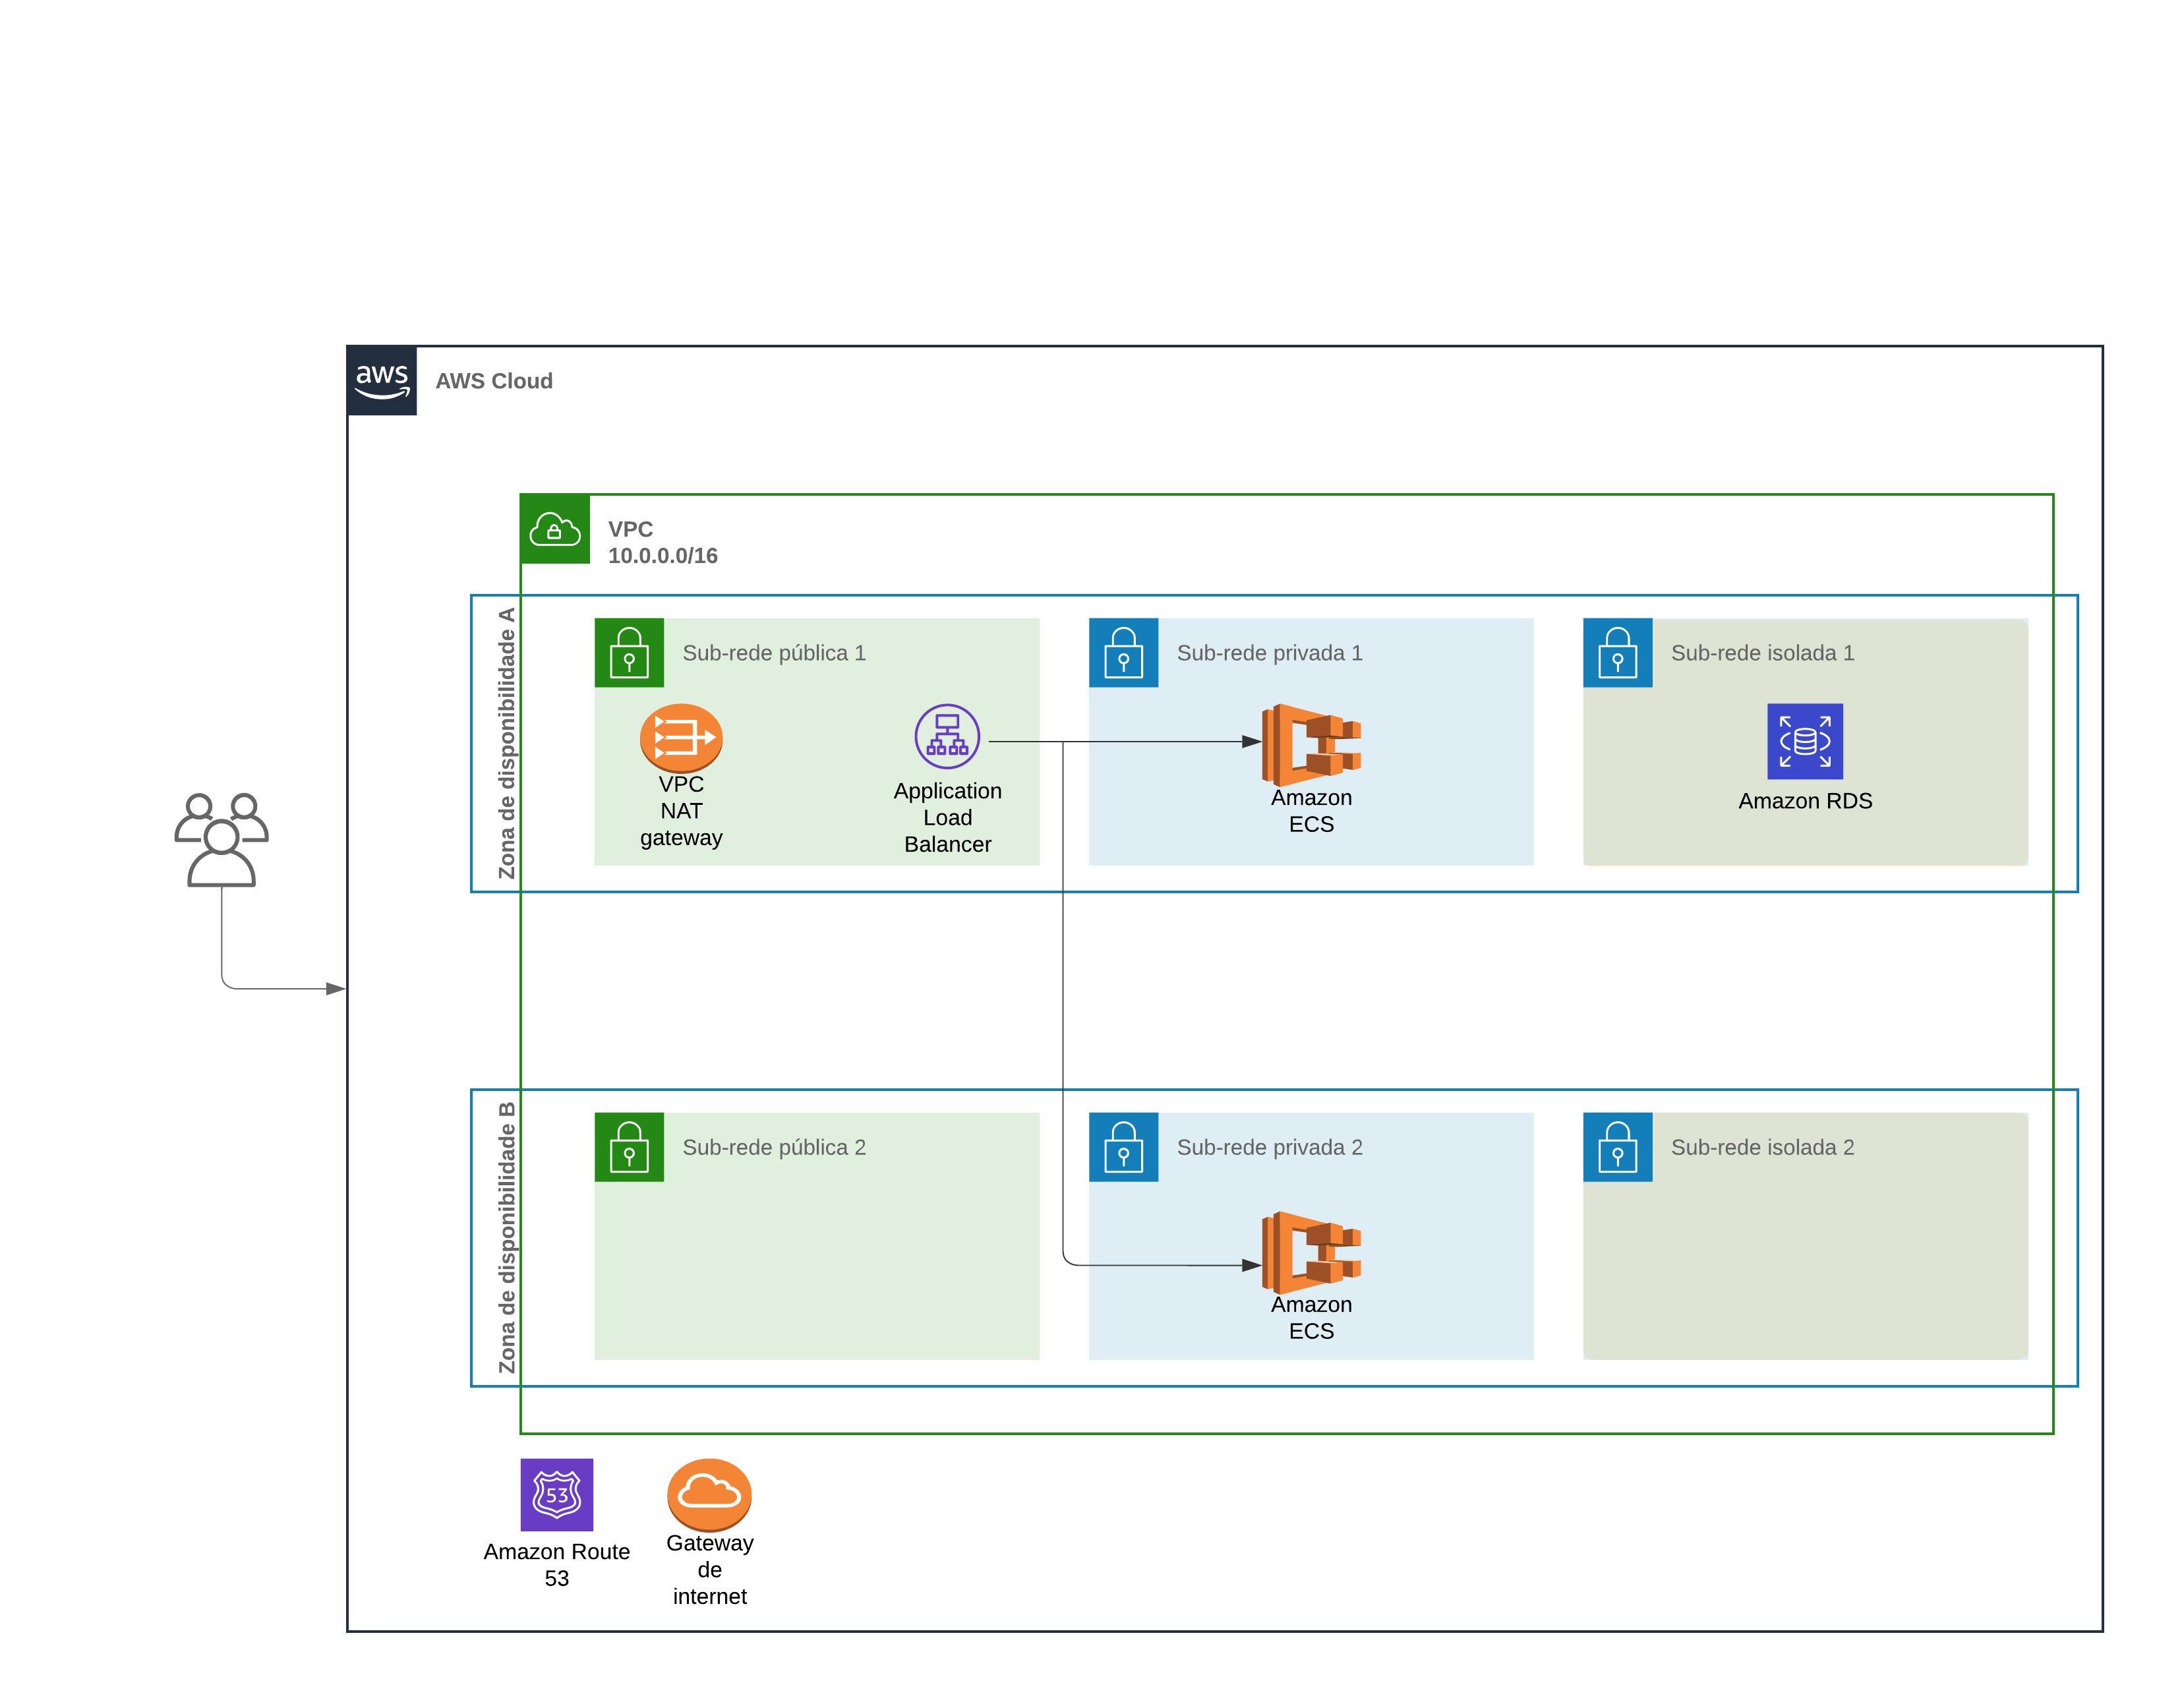 aws
AWS Cloud
VPC
10.0.0.0/16
Zona de disponibilidade A
Sub-rede pública 1
Sub-rede privada 1
Sub-rede isolada 1
VPC
NAT
gateway
Application
Load
Balancer
Amazon
ECS
Amazon RDS
Zona de disponibilidade B
Sub-rede pública 2
Sub-rede privada 2
Sub-rede isolada 2
Amazon
ECS
53
Amazon Route
53
Gateway
de
internet